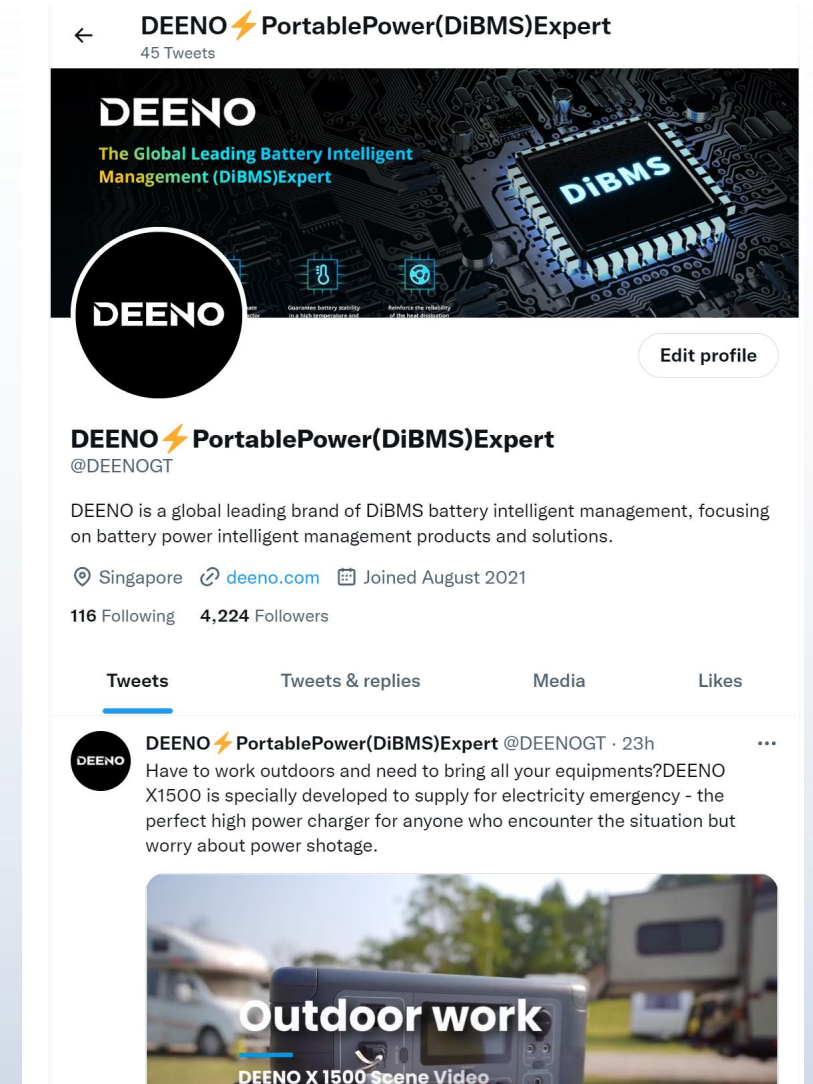 DEENO⚡PortablePower(DiBMS)Expert
45 Tweets
DEENO
The Global Leading Battery Intelligent
Management (DiBMS)Expert
DiBMS
Guarantee battery stability
in a high temperature and
Reinforce the reliability
of the heat dissipation
DEENO
Edit profile
DEENO⚡PortablePower(DiBMS)Expert
@DEENOGT
DEENO is a global leading brand of DiBMS battery intelligent management, focusing
on battery power intelligent management products and solutions.
Singapore deeno.com Joined August 2021
116 Following 4,224 Followers
Tweets Tweets & replies Media Likes
DEENO
DEENO⚡PortablePower(DiBMS)Expert @DEENOGT · 23h
Have to work outdoors and need to bring all your equipments?DEENO
X1500 is specially developed to supply for electricity emergency - the
perfect high power charger for anyone who encounter the situation but
worry about power shotage.
Outdoor work
DEENO X 1500 Scene Video